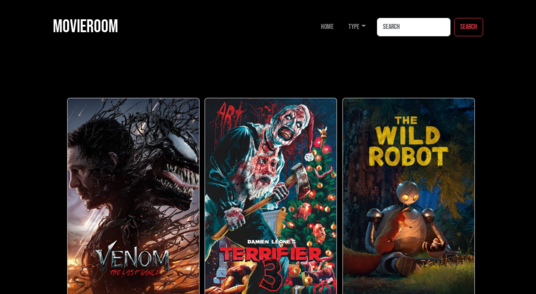 MOVIEROOM
HOME
TYPE
SEARCH
SEARCH
ART
DAMIEN LEONE'S
TERRIFIER
3
VENOM
THE LAST DANCE
THE
WILD
ROBOT